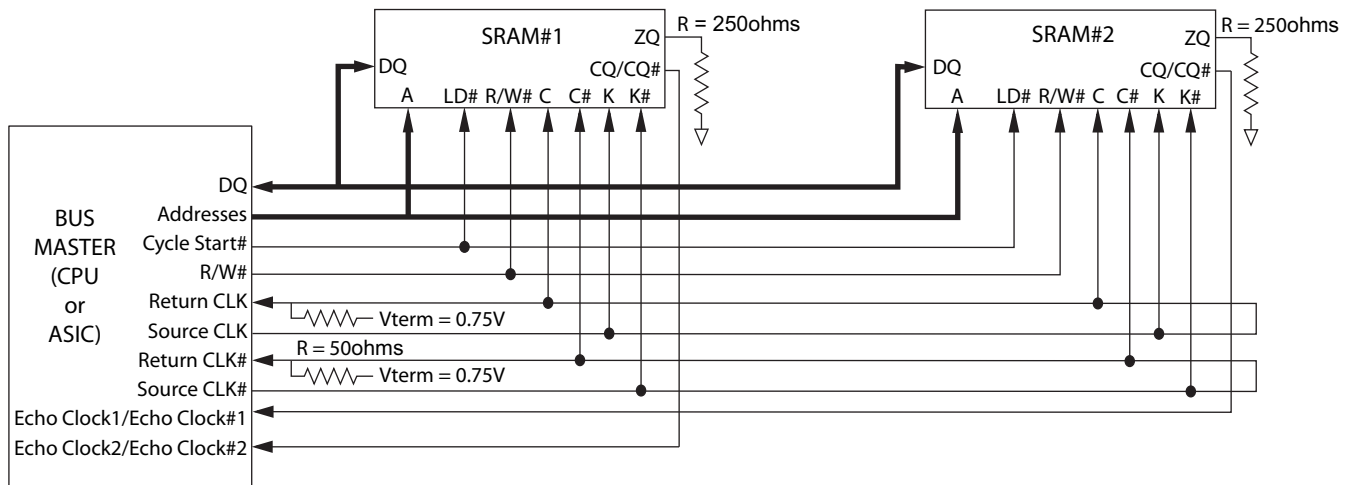 R = 250ohms
SRAM#1
ZQ
DQ
CQ/CQ#
A LD# R/W# C C# K K#
R = 250ohms
SRAM#2
ZQ
DQ
CQ/CQ#
A LD# R/W# C C# K K#
BUS
MASTER
(CPU
or
ASIC)
DQ
Addresses
Cycle Start#
R/W#
Return CLK
Vterm = 0.75V
Source CLK
R = 50ohms
Return CLK#
Vterm = 0.75V
Source CLK#
Echo Clock1/Echo Clock#1
Echo Clock2/Echo Clock#2